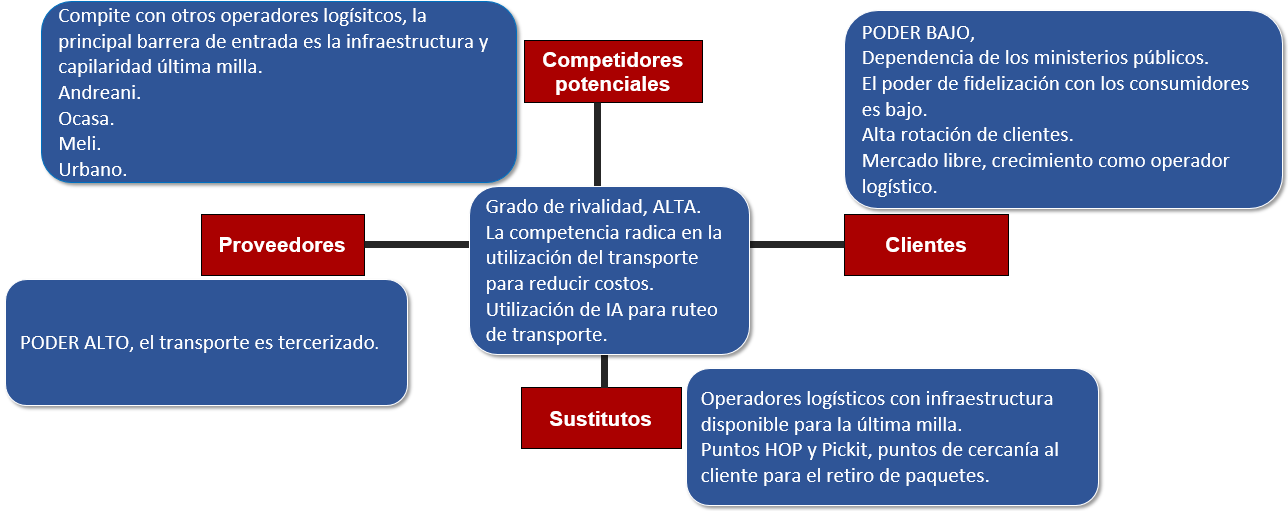 Compite con otros operadores logísitcos, la
principal barrera de entrada es la infraestructura y
capilaridad última milla.
Andreani.
Ocasa.
Meli.
Urbano.
Competidores
potenciales
PODER BAJO,
Dependencia de los ministerios públicos.
El poder de fidelización con los consumidores
es bajo.
Alta rotación de clientes.
Mercado libre, crecimiento como operador
logístico.
Proveedores
Grado de rivalidad, ALTA.
La competencia radica en la
utilización del transporte
para reducir costos.
Utilización de IA para ruteo
de transporte.
Clientes
PODER ALTO, el transporte es tercerizado.
Sustitutos
Operadores logísticos con infraestructura
disponible para la última milla.
Puntos HOP y Pickit, puntos de cercanía al
cliente para el retiro de paquetes.